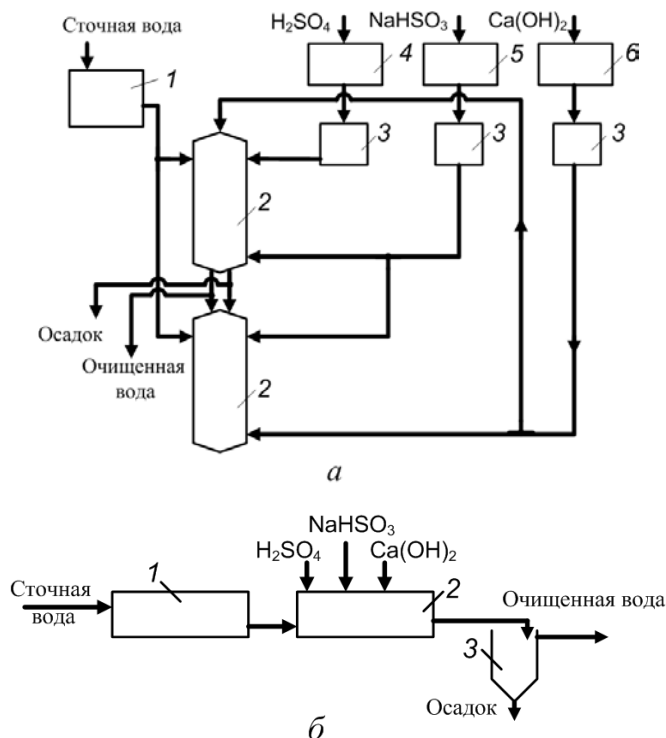 Сточная вода
H₂SO₄
NaHSO₃
Ca(OH)₂
1
4
5
6
3
3
3
2
Осадок
Очищенная
вода
2
а
NaHSO₃
H₂SO₄
Ca(OH)₂
Сточная
вода
1
2
Очищенная вода
3
Осадок
б